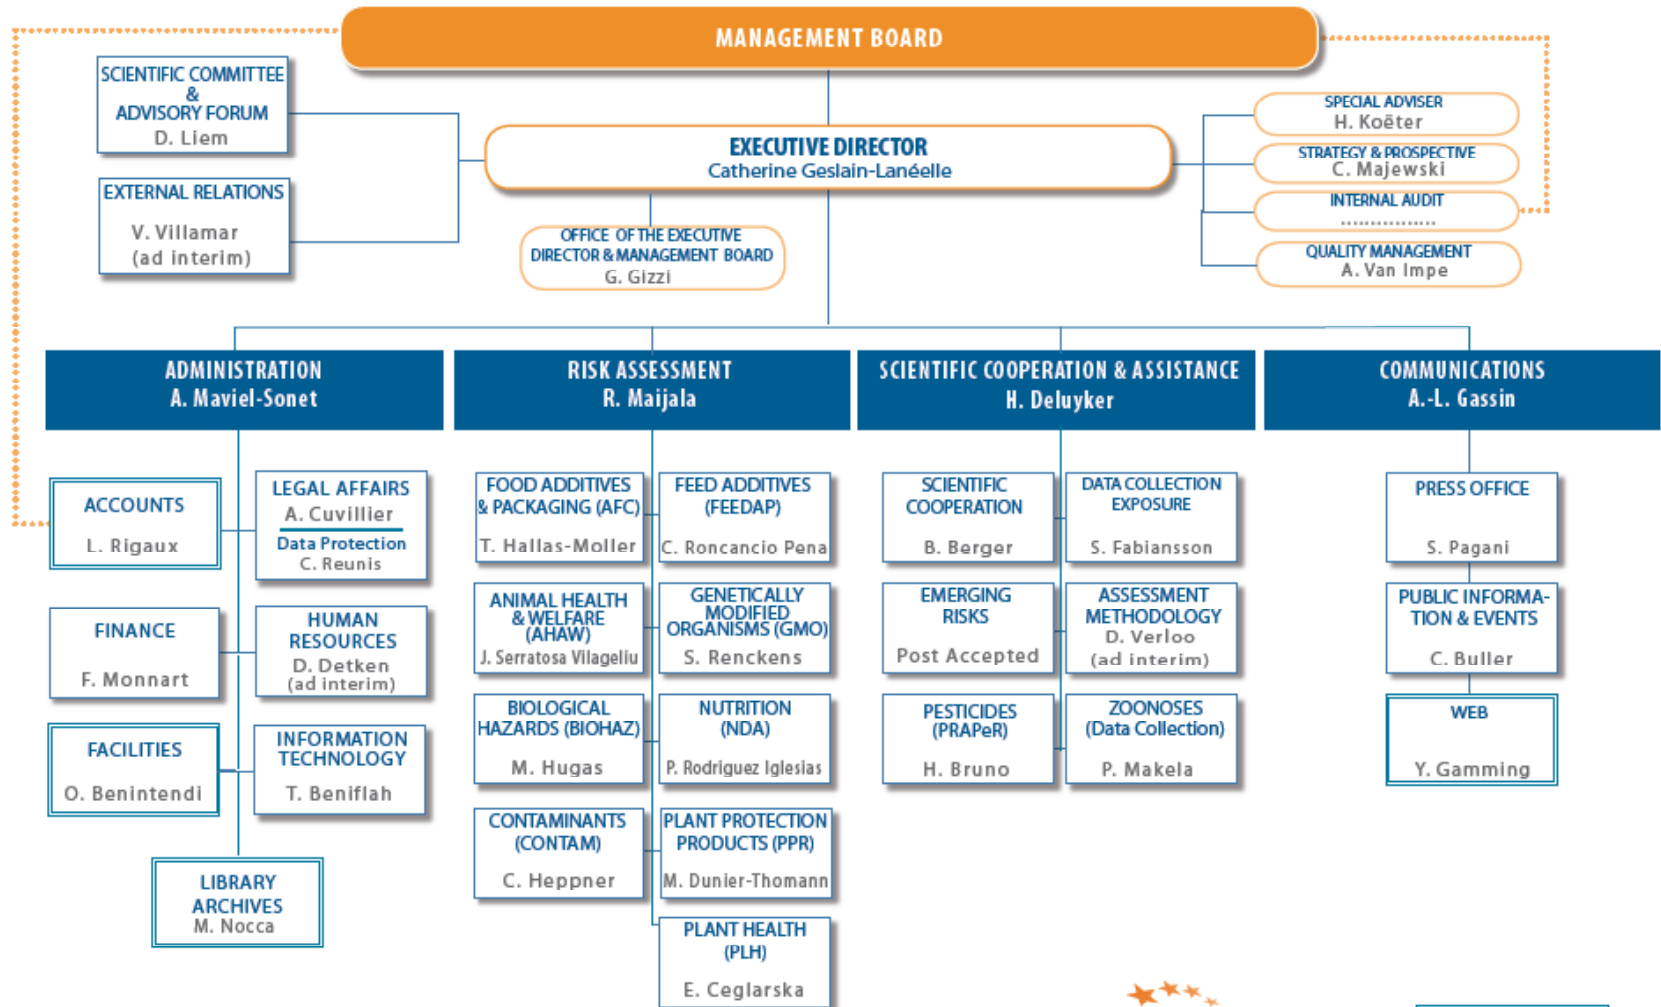 MANAGEMENT BOARD
SCIENTIFIC COMMITTEE
&
ADVISORY FORUM
D. Liem
EXTERNAL RELATIONS
V. Villamar
(ad interim)
EXECUTIVE DIRECTOR
Catherine Geslain-Lanéelle
OFFICE OF THE EXECUTIVE
DIRECTOR & MANAGEMENT BOARD
G. Gizzi
SPECIAL ADVISER
H. Koëter
STRATEGY & PROSPECTIVE
C. Majewski
INTERNAL AUDIT
................
QUALITY MANAGEMENT
A. Van Impe
ADMINISTRATION
A. Maviel-Sonet
ACCOUNTS
L. Rigaux
LEGAL AFFAIRS
A. Cuvillier
Data Protection
C. Reunis
FINANCE
F. Monnart
HUMAN
RESOURCES
D. Detken
(ad interim)
FACILITIES
O. Benintendi
INFORMATION
TECHNOLOGY
T. Beniflah
LIBRARY
ARCHIVES
M. Nocca
RISK ASSESSMENT
R. Maijala
FOOD ADDITIVES
& PACKAGING (AFC)
T. Hallas-Moller
FEED ADDITIVES
(FEEDAP)
C. Roncancio Pena
ANIMAL HEALTH
& WELFARE
(AHAW)
J. Serratosa Vilageliu
GENETICALLY
MODIFIED
ORGANISMS (GMO)
S. Renckens
BIOLOGICAL
HAZARDS (BIOHAZ)
M. Hugas
NUTRITION
(NDA)
P. Rodriguez Iglesias
CONTAMINANTS
(CONTAM)
C. Heppner
PLANT PROTECTION
PRODUCTS (PPR)
M. Dunier-Thomann
PLANT HEALTH
(PLH)
E. Ceglarska
SCIENTIFIC COOPERATION & ASSISTANCE
H. Deluyker
SCIENTIFIC
COOPERATION
B. Berger
DATA COLLECTION
EXPOSURE
S. Fabiansson
EMERGING
RISKS
Post Accepted
ASSESSMENT
METHODOLOGY
D. Verloo
(ad interim)
PESTICIDES
(PRAPeR)
H. Bruno
ZOONOSES
(Data Collection)
P. Makela
COMMUNICATIONS
A.-L. Gassin
PRESS OFFICE
S. Pagani
PUBLIC INFORMA-
TION & EVENTS
C. Buller
WEB
Y. Gamming